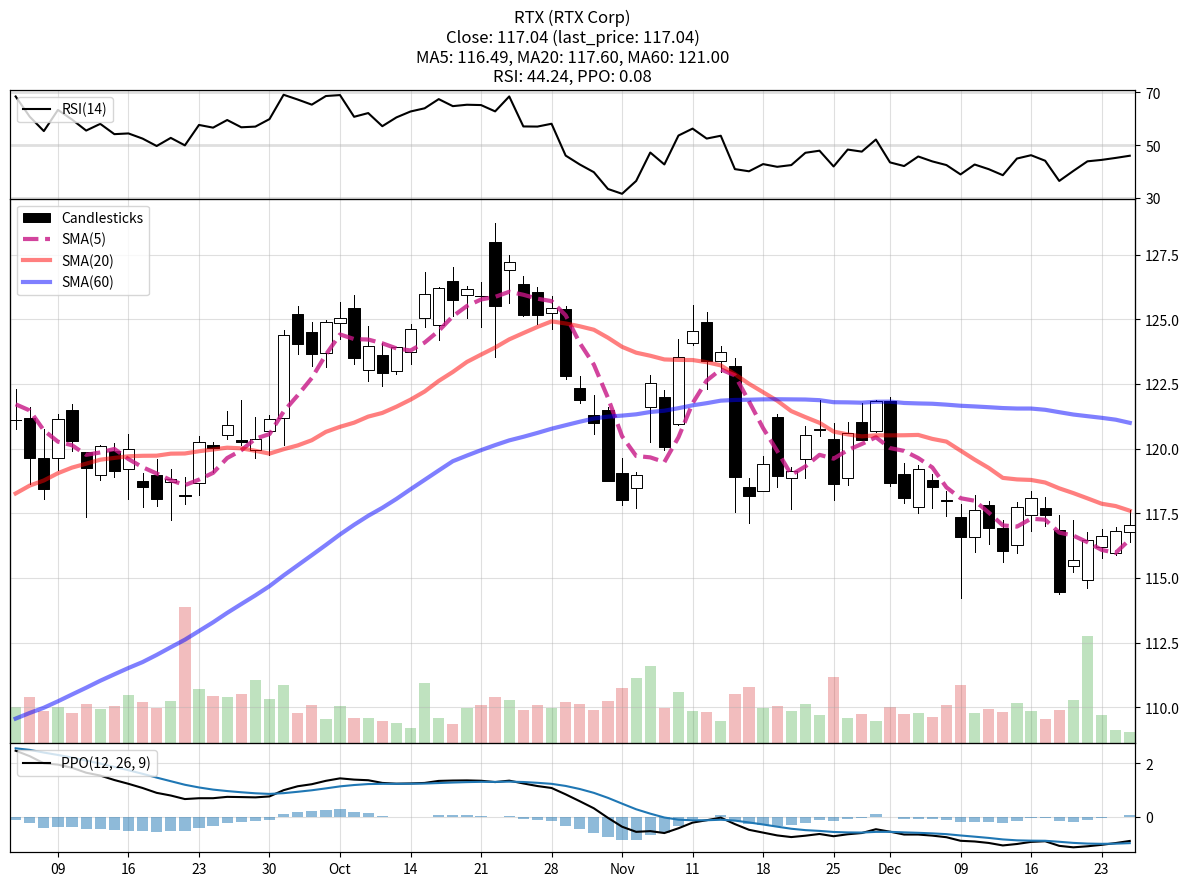 RTX (RTX Corp)
Close: 117.04 (last_price: 117.04)
MA5: 116.49, MA20: 117.60, MA60: 121.00
RSI: 44.24, PPO: 0.08
RSI(14)
70
50
30
Candlesticks
SMA(5)
SMA(20)
SMA(60)
127.5
125.0
122.5
120.0
117.5
115.0
112.5
110.0
PPO(12, 26, 9)
2
0
09 16 23 30 Oct 14 21 28 Nov 11 18 25 Dec 09 16 23